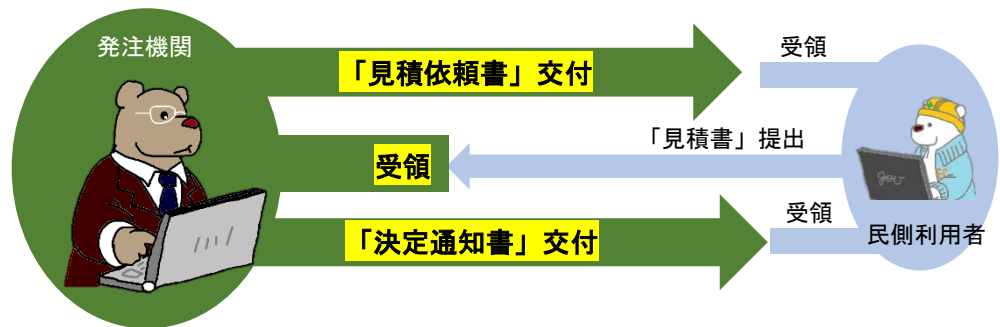 発注機関
「見積依頼書」交付
受領
「見積書」提出
受領
gov
「決定通知書」交付
受領
民側利用者